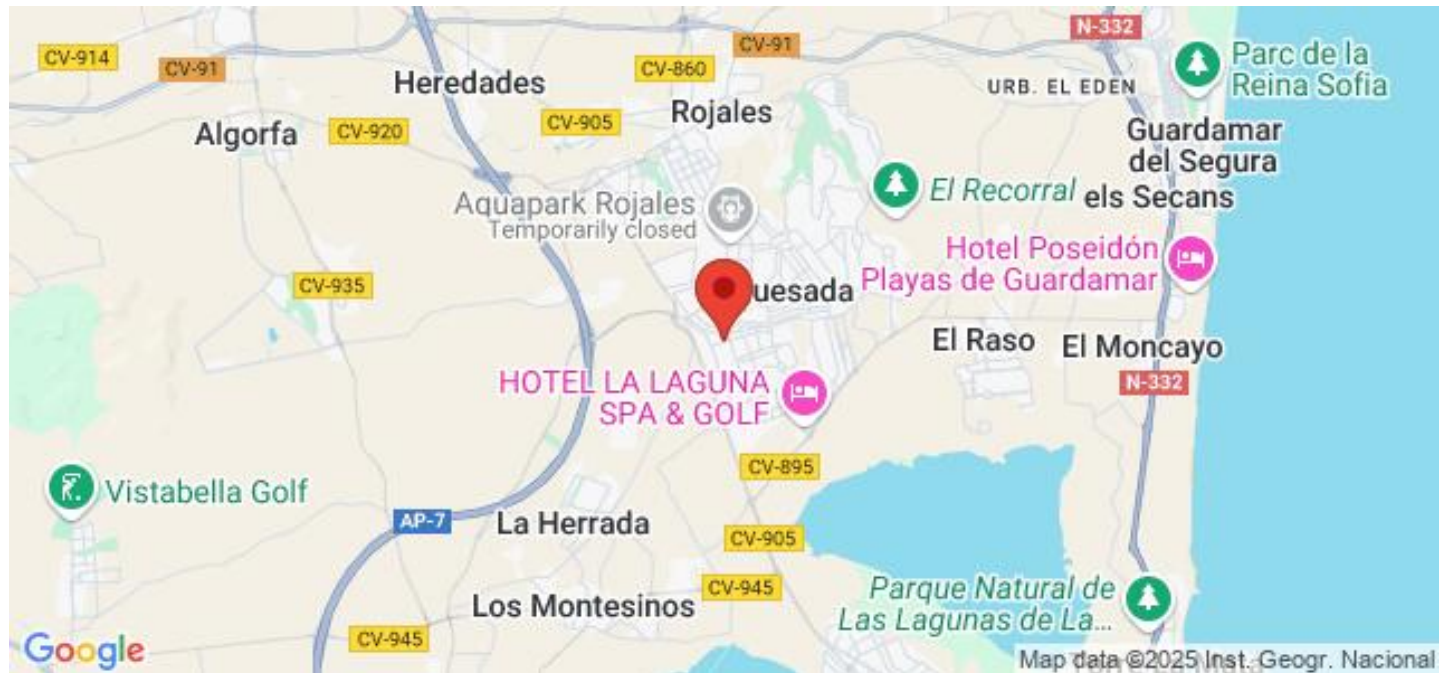 N-332
CV-914
CV-91
CV-91
Parc de la
Reina Sofia
Heredades
CV-860
URB. EL EDEN
Rojales
Algorfa
CV-920
CV-905
Guardamar
del Segura
Aquapark Rojales
Temporarily closed
El Recorral
els Secans
Hotel Poseidón
Playas de Guardamar
CV-935
uesada
El Raso
El Moncayo
HOTEL LA LAGUNA
SPA & GOLF
N-332
CV-895
Vistabella Golf
AP-7
La Herrada
CV-905
CV-945
Parque Natural de
Las Lagunas de La...
Los Montesinos
CV-945
Google
Map data ©2025 Inst. Geogr. Nacional